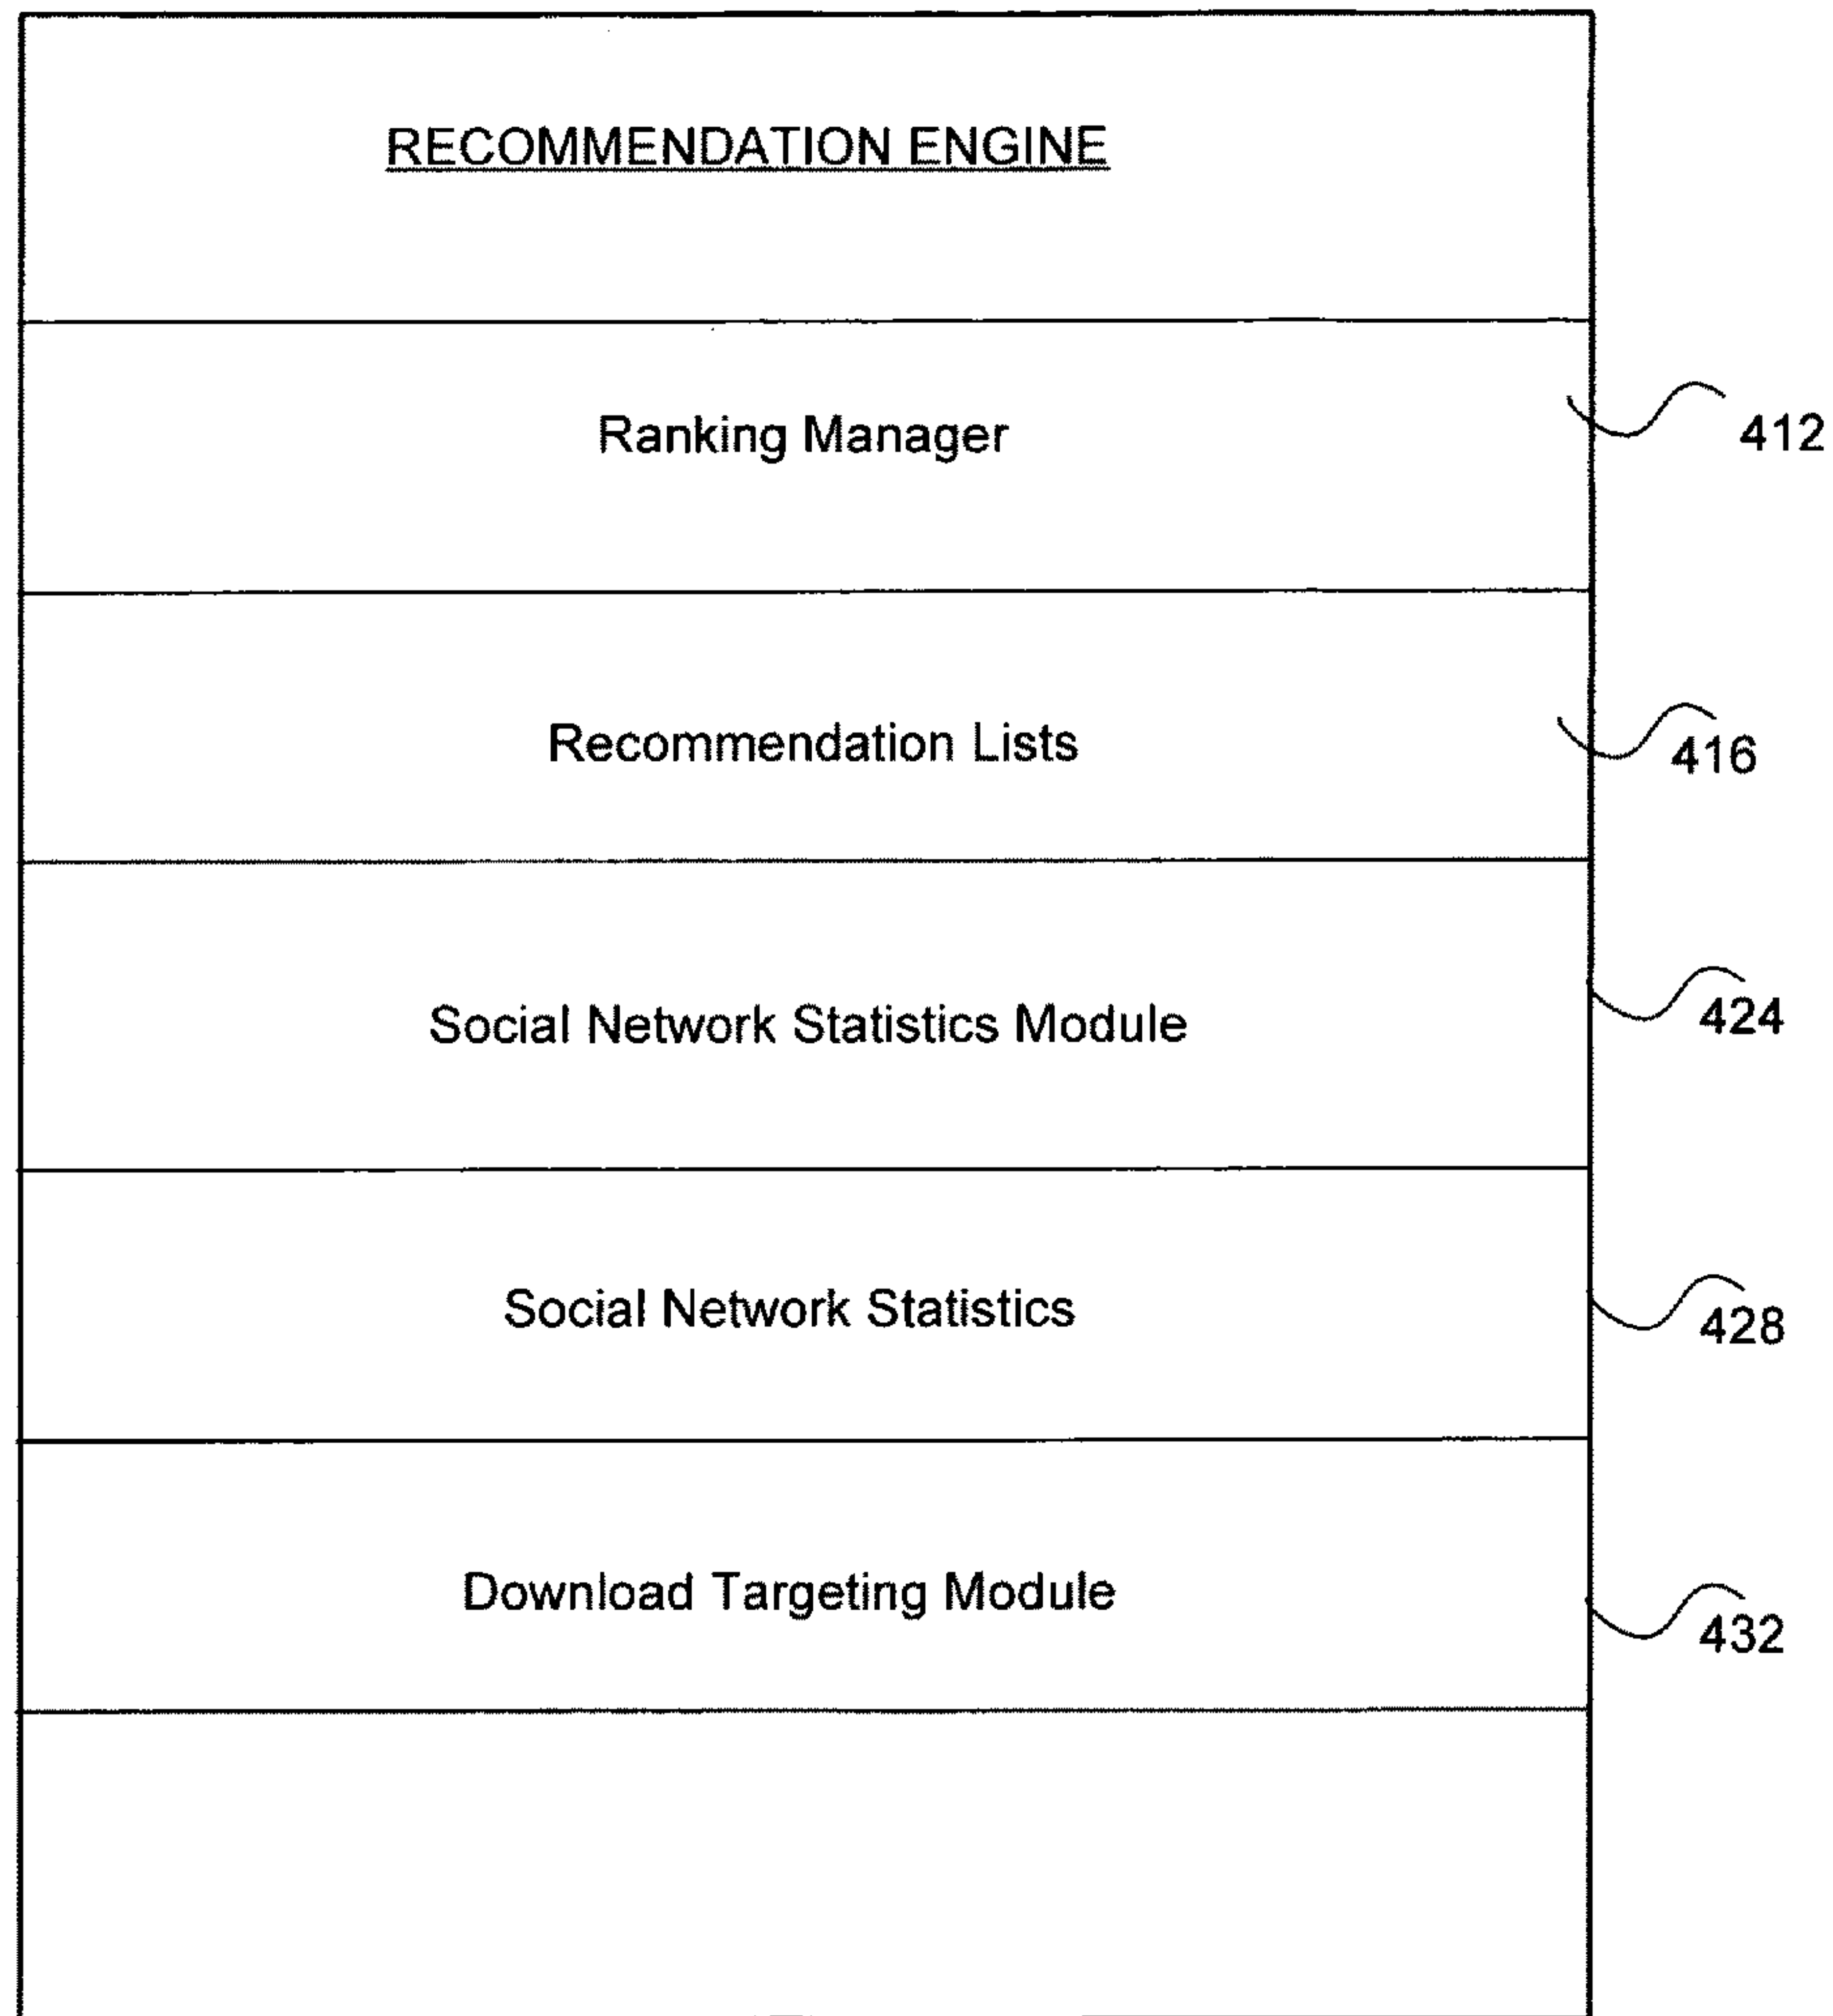 RECOMMENDATION ENGINE
Ranking Manager
412
Recommendation Lists
416
Social Network Statistics Module
424
Social Network Statistics
428
Download Targeting Module
432